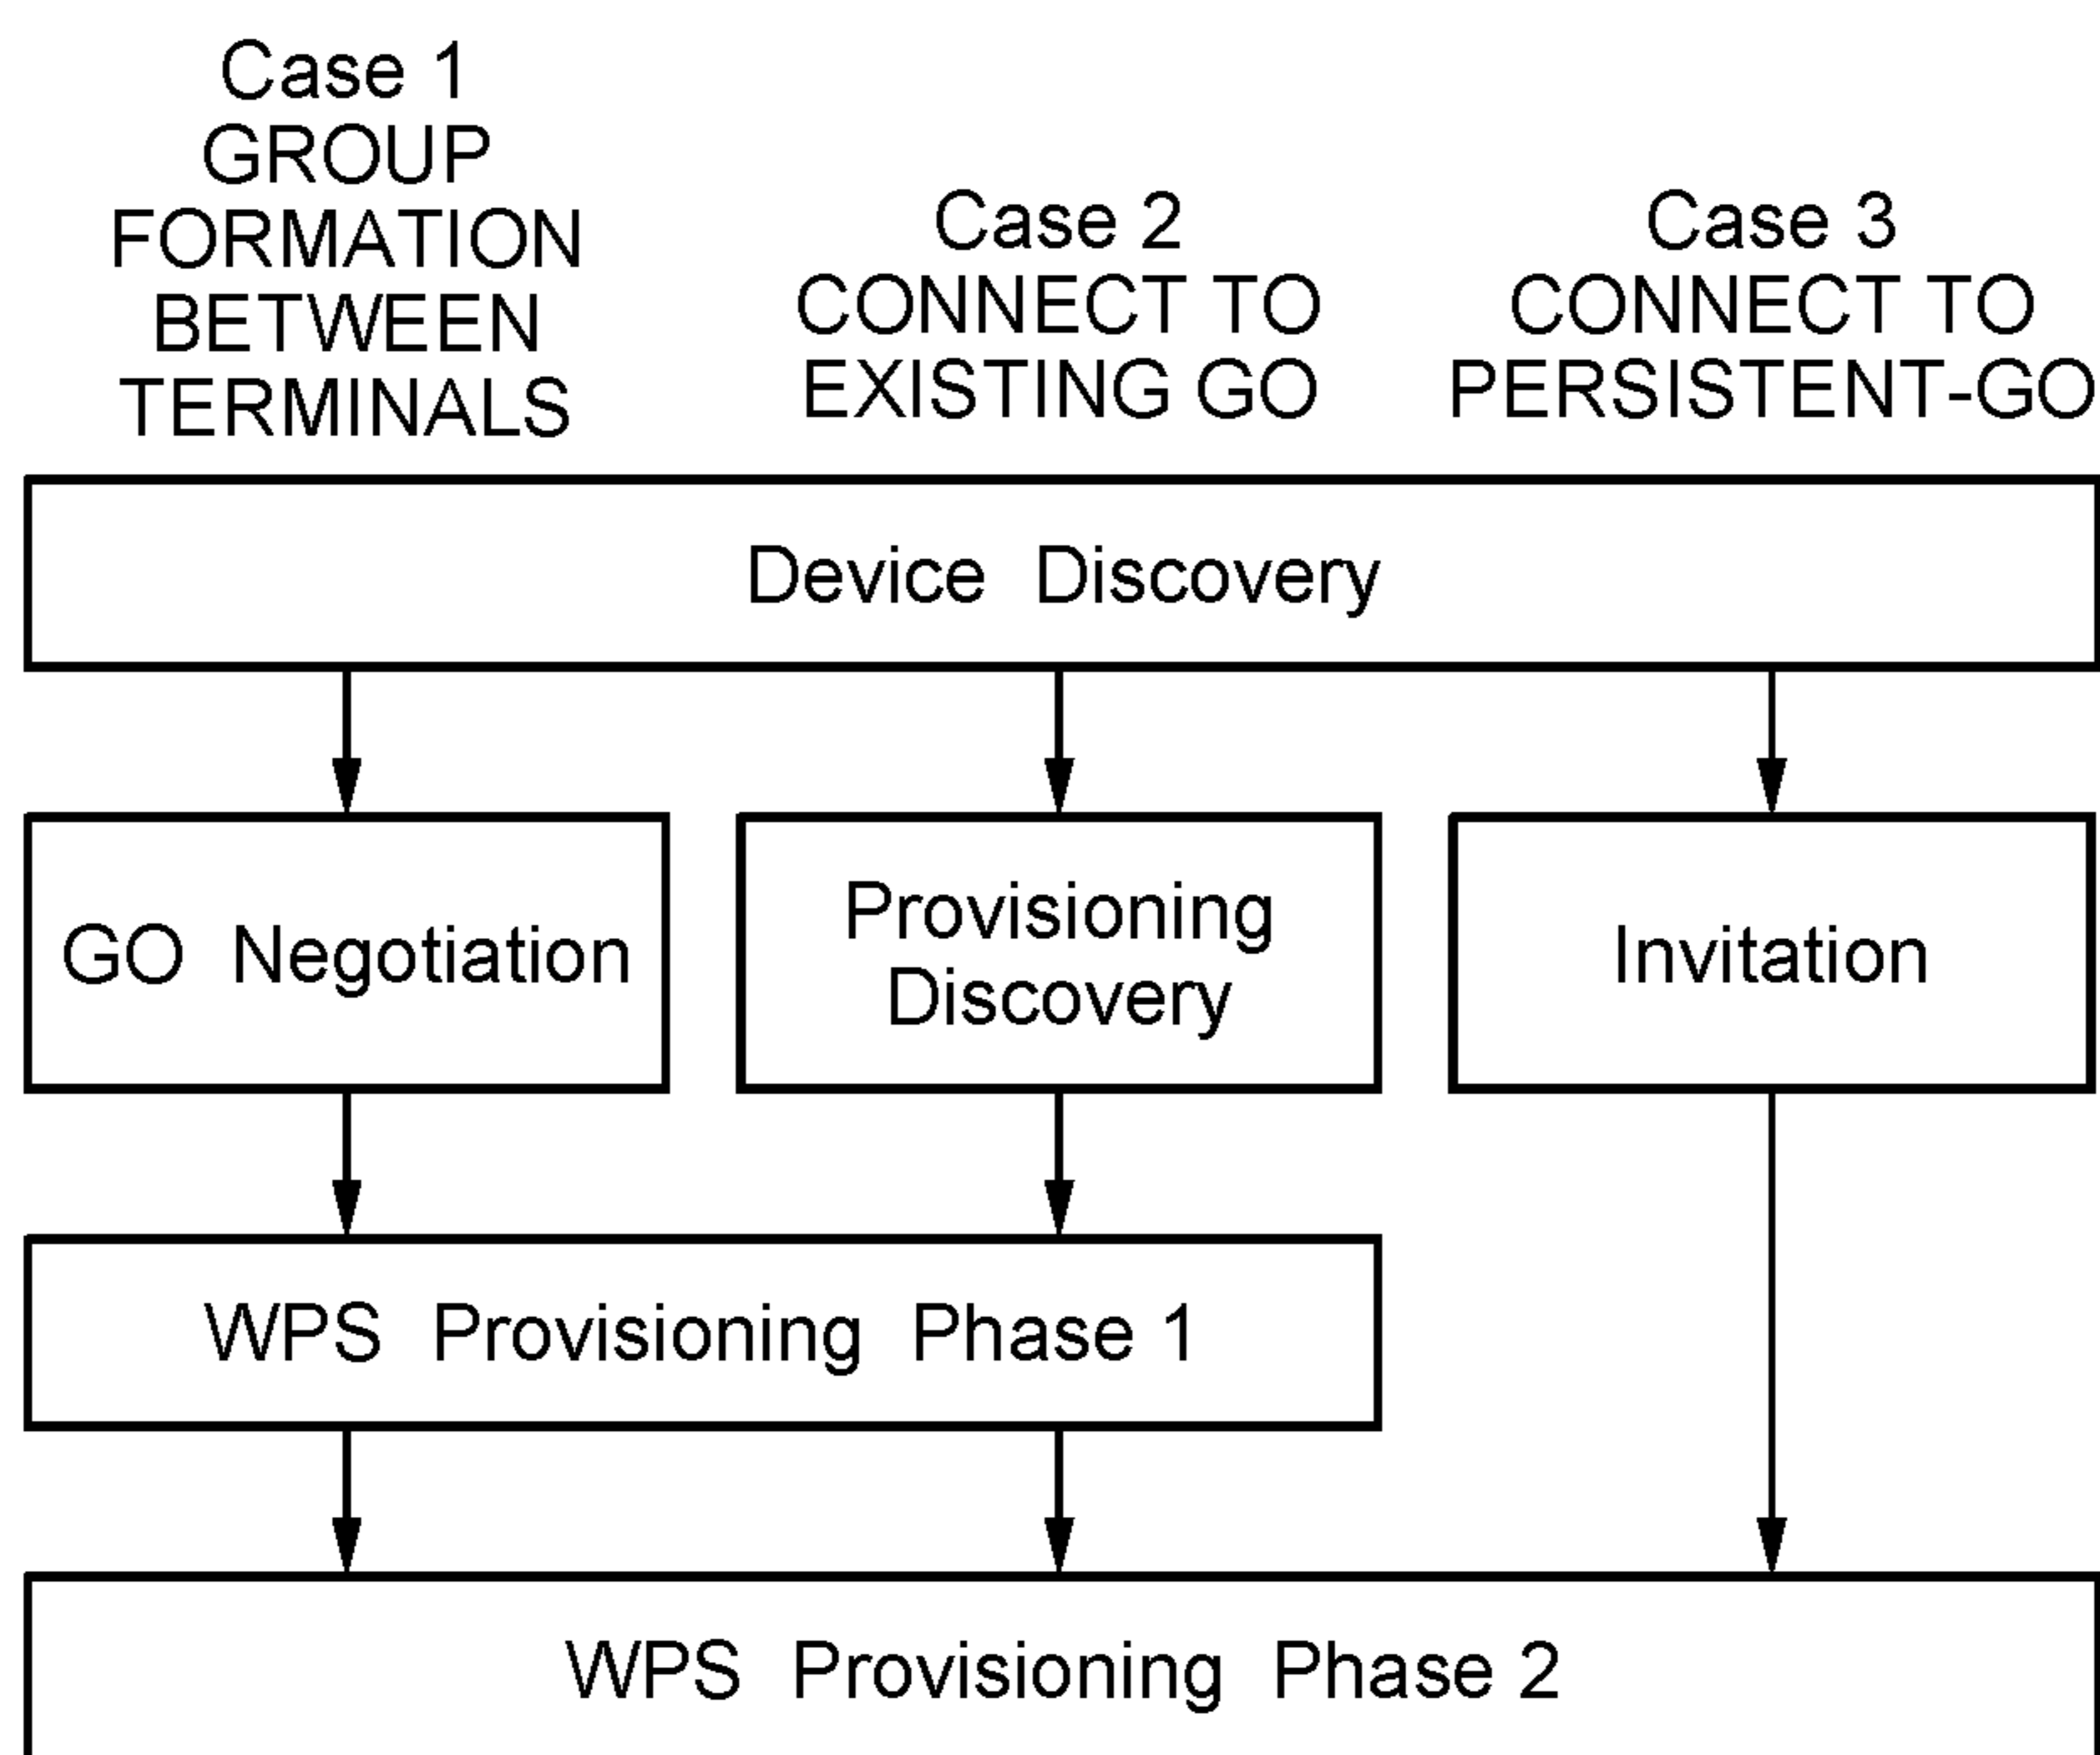 Case 1
GROUP
FORMATION
BETWEEN
TERMINALS
Case 2
CONNECT TO
EXISTING GO
Case 3
CONNECT TO
PERSISTENT-GO
Device Discovery
GO Negotiation
Provisioning
Discovery
Invitation
WPS Provisioning Phase 1
WPS Provisioning Phase 2